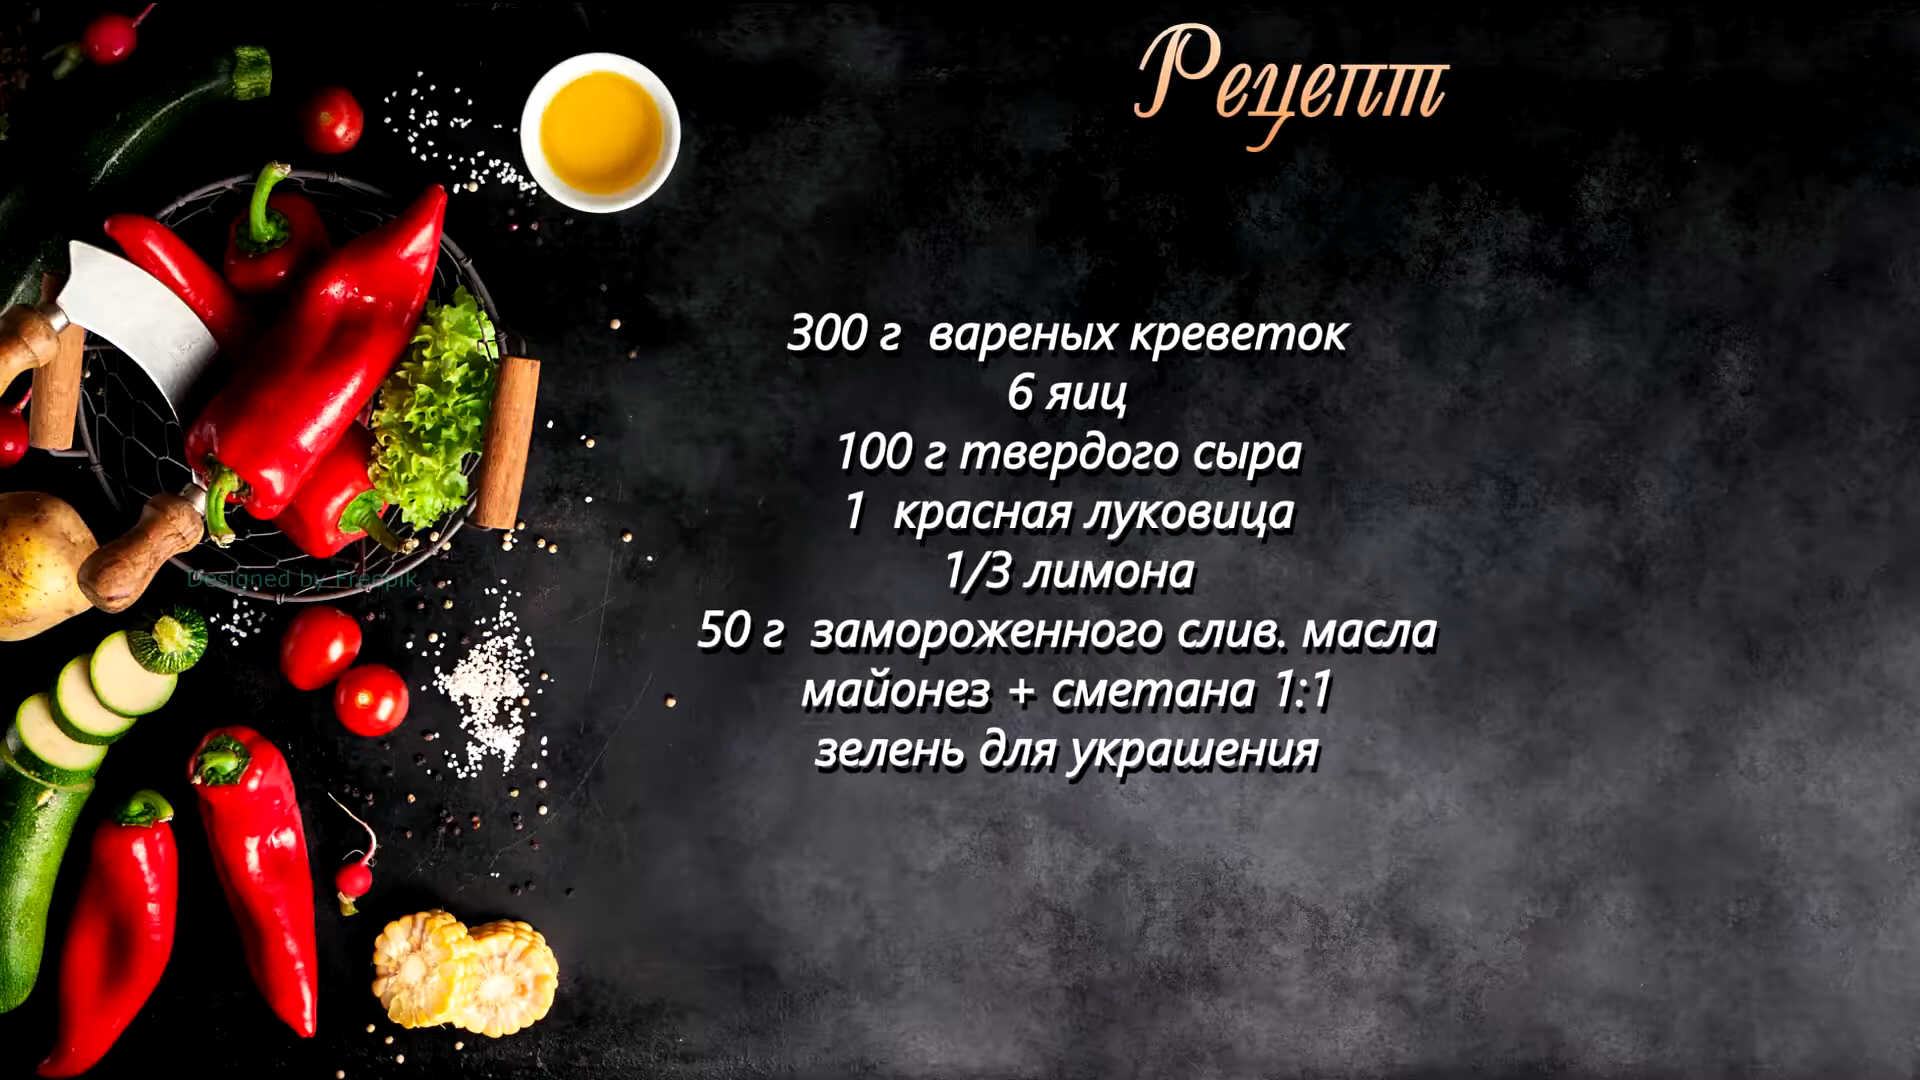 Рецепт
300 г вареных креветок
6 яиц
100 г твердого сыра
1 красная луковица
1/3 лимона
50 г замороженного слив. масла
майонез + сметана 1:1
зелень для украшения
Designed by Freepik